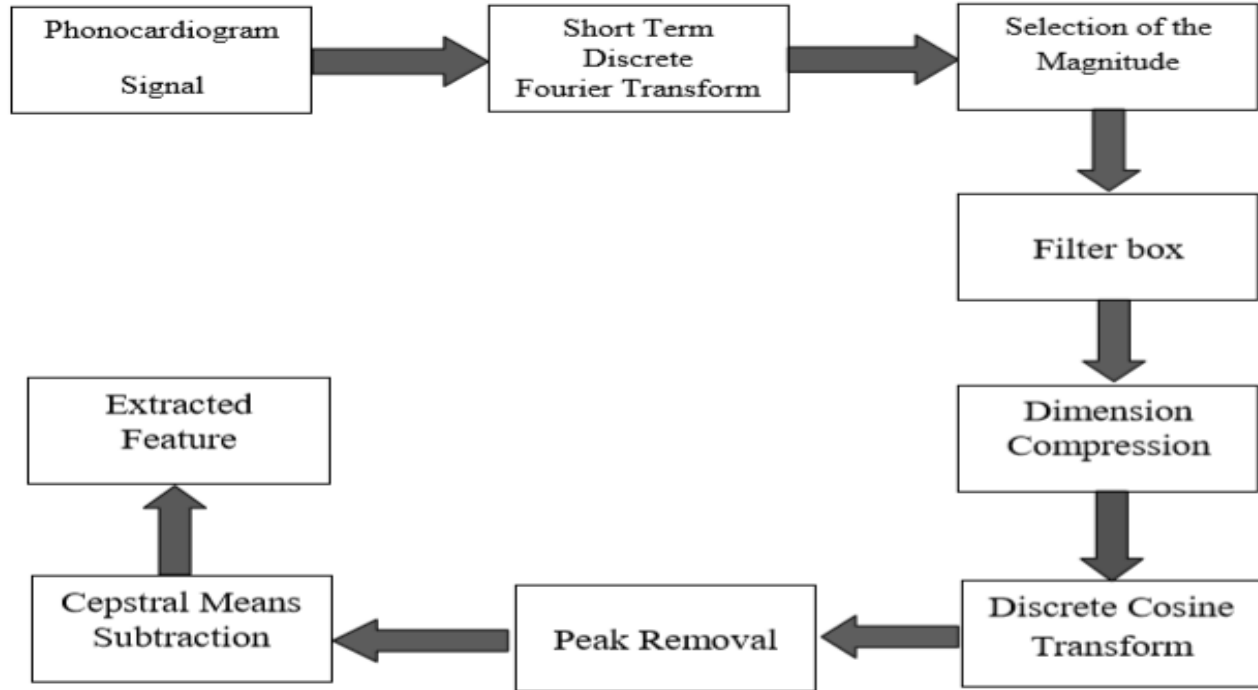 Phonocardiogram
Signal
Short Term
Discrete
Fourier Transform
Selection of the
Magnitude
Filter box
Dimension
Compression
Discrete Cosine
Transform
Peak Removal
Cepstral Means
Subtraction
Extracted
Feature